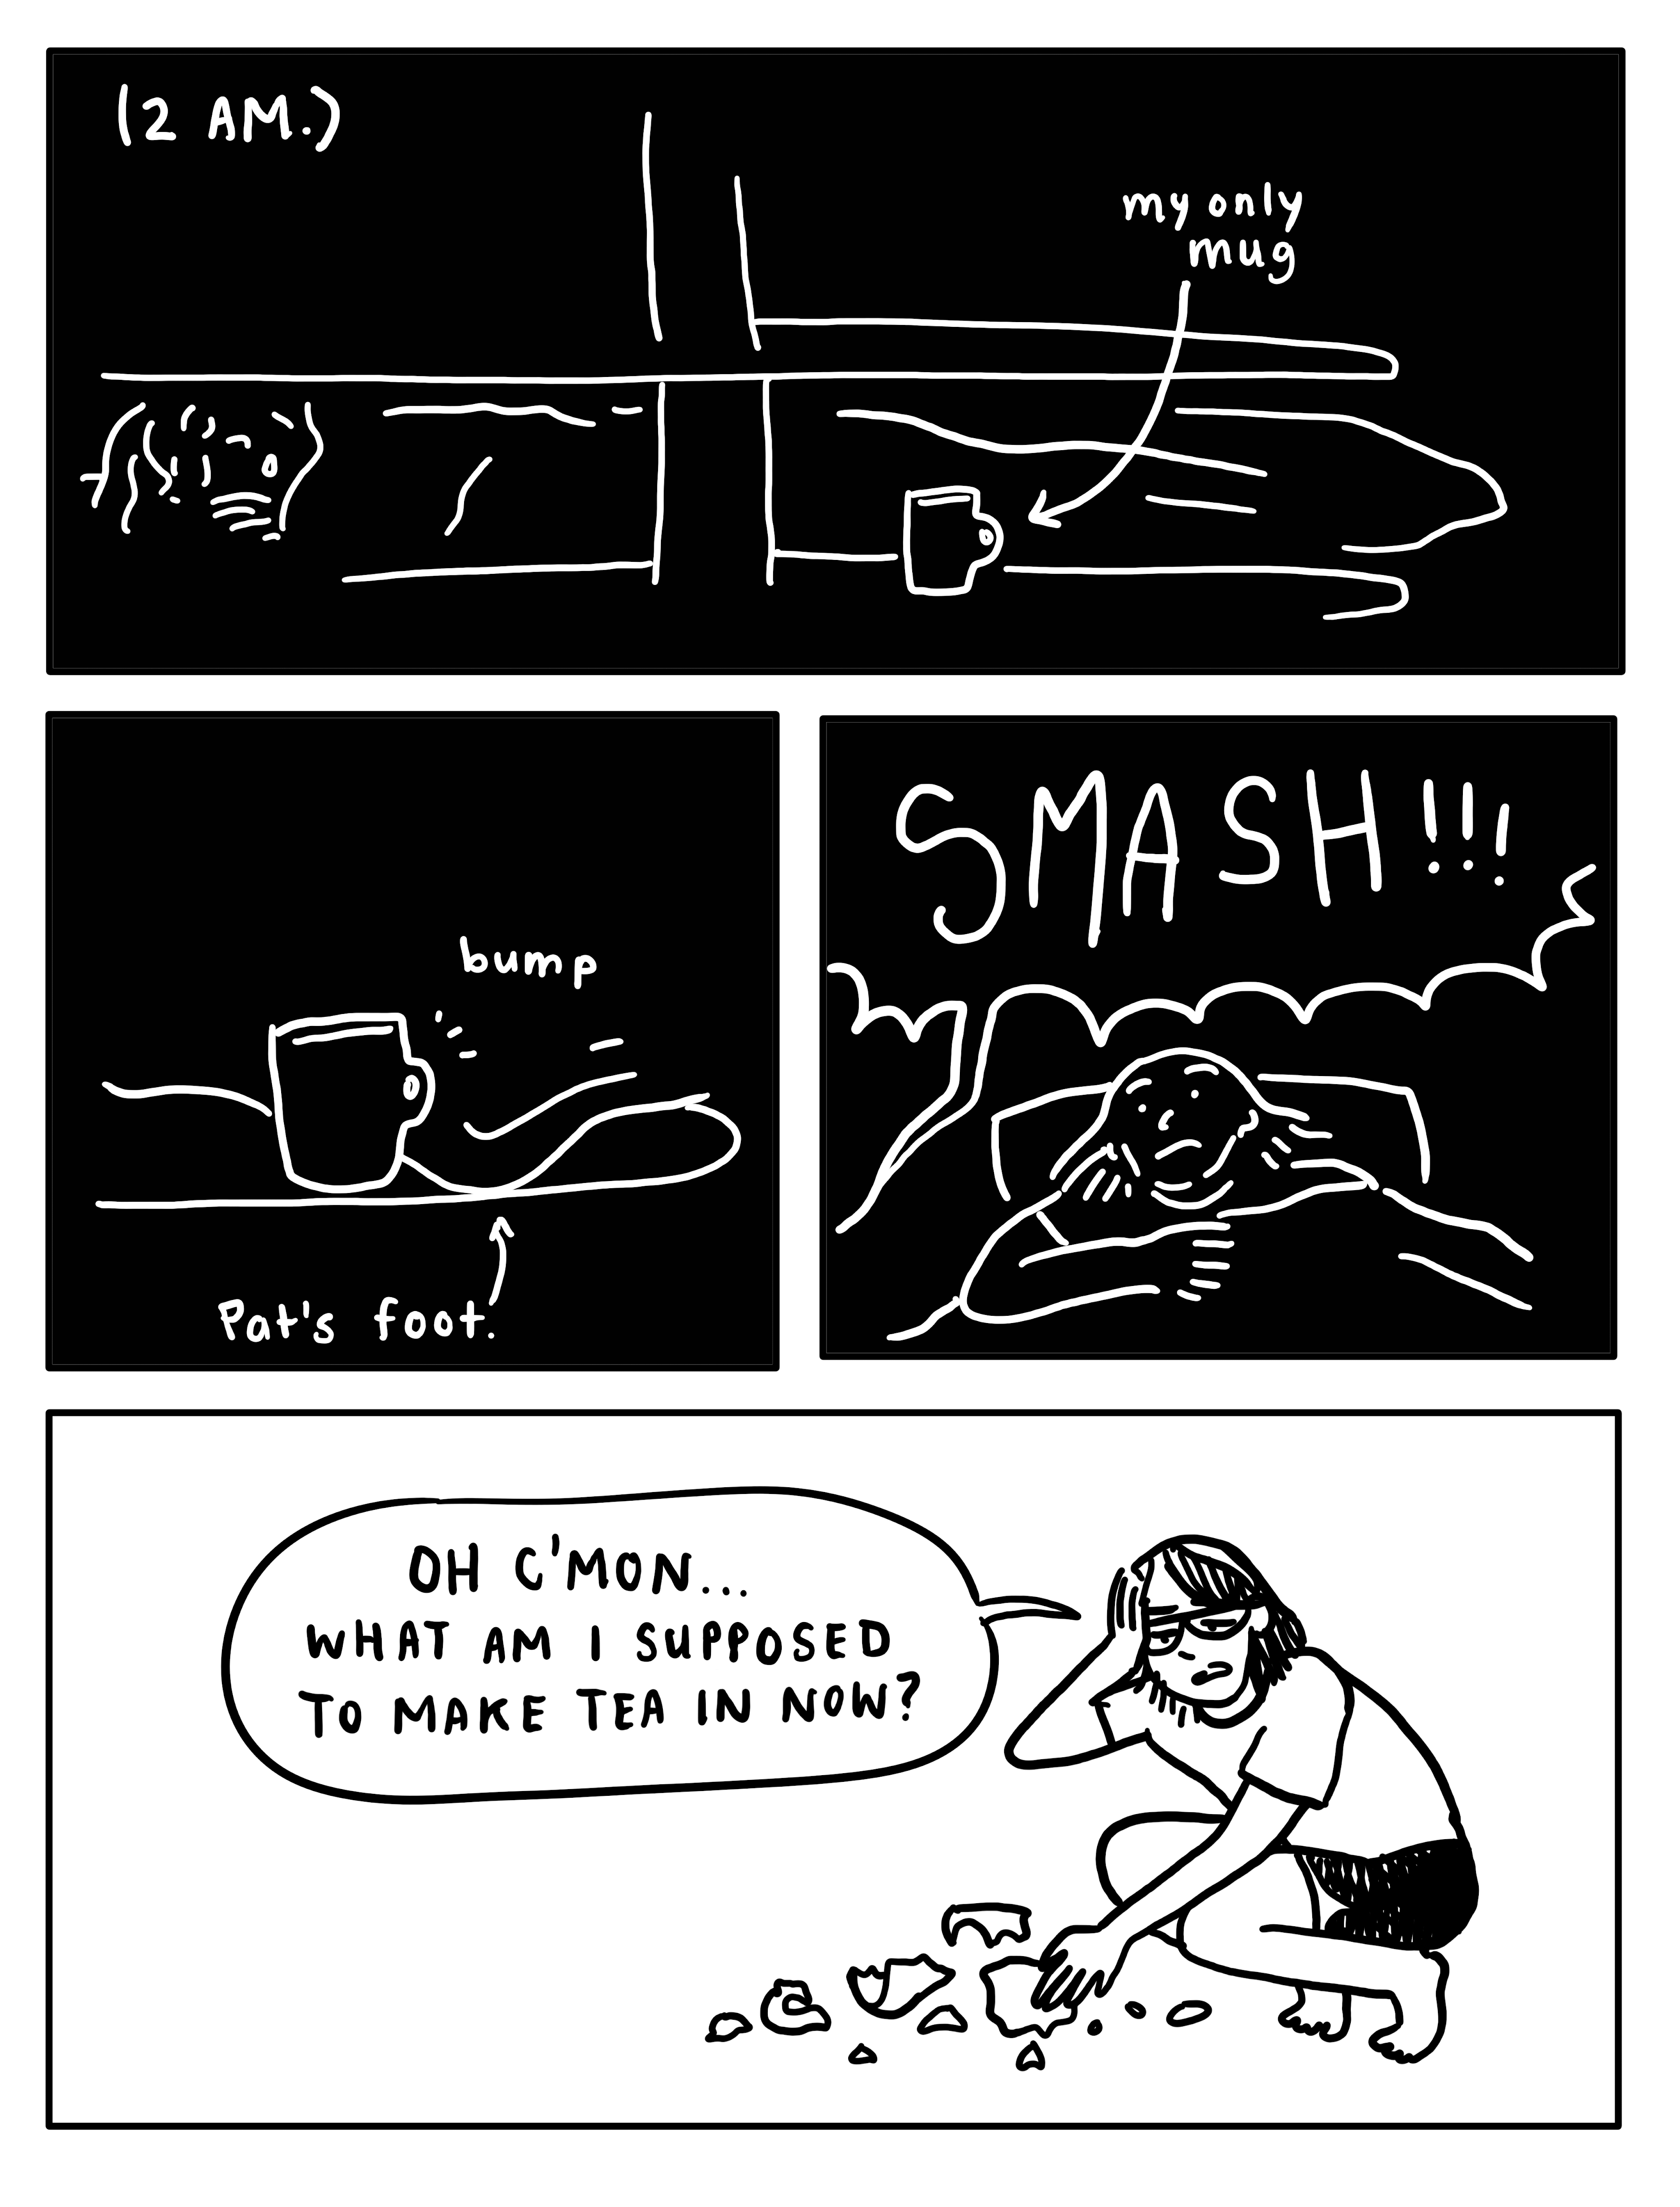 (2 AM.)
my only
mug
bump
Pat's foot.
SMASH!!!
OH C'MON...
WHAT AM I SUPPOSED
TO MAKE TEA IN NOW?